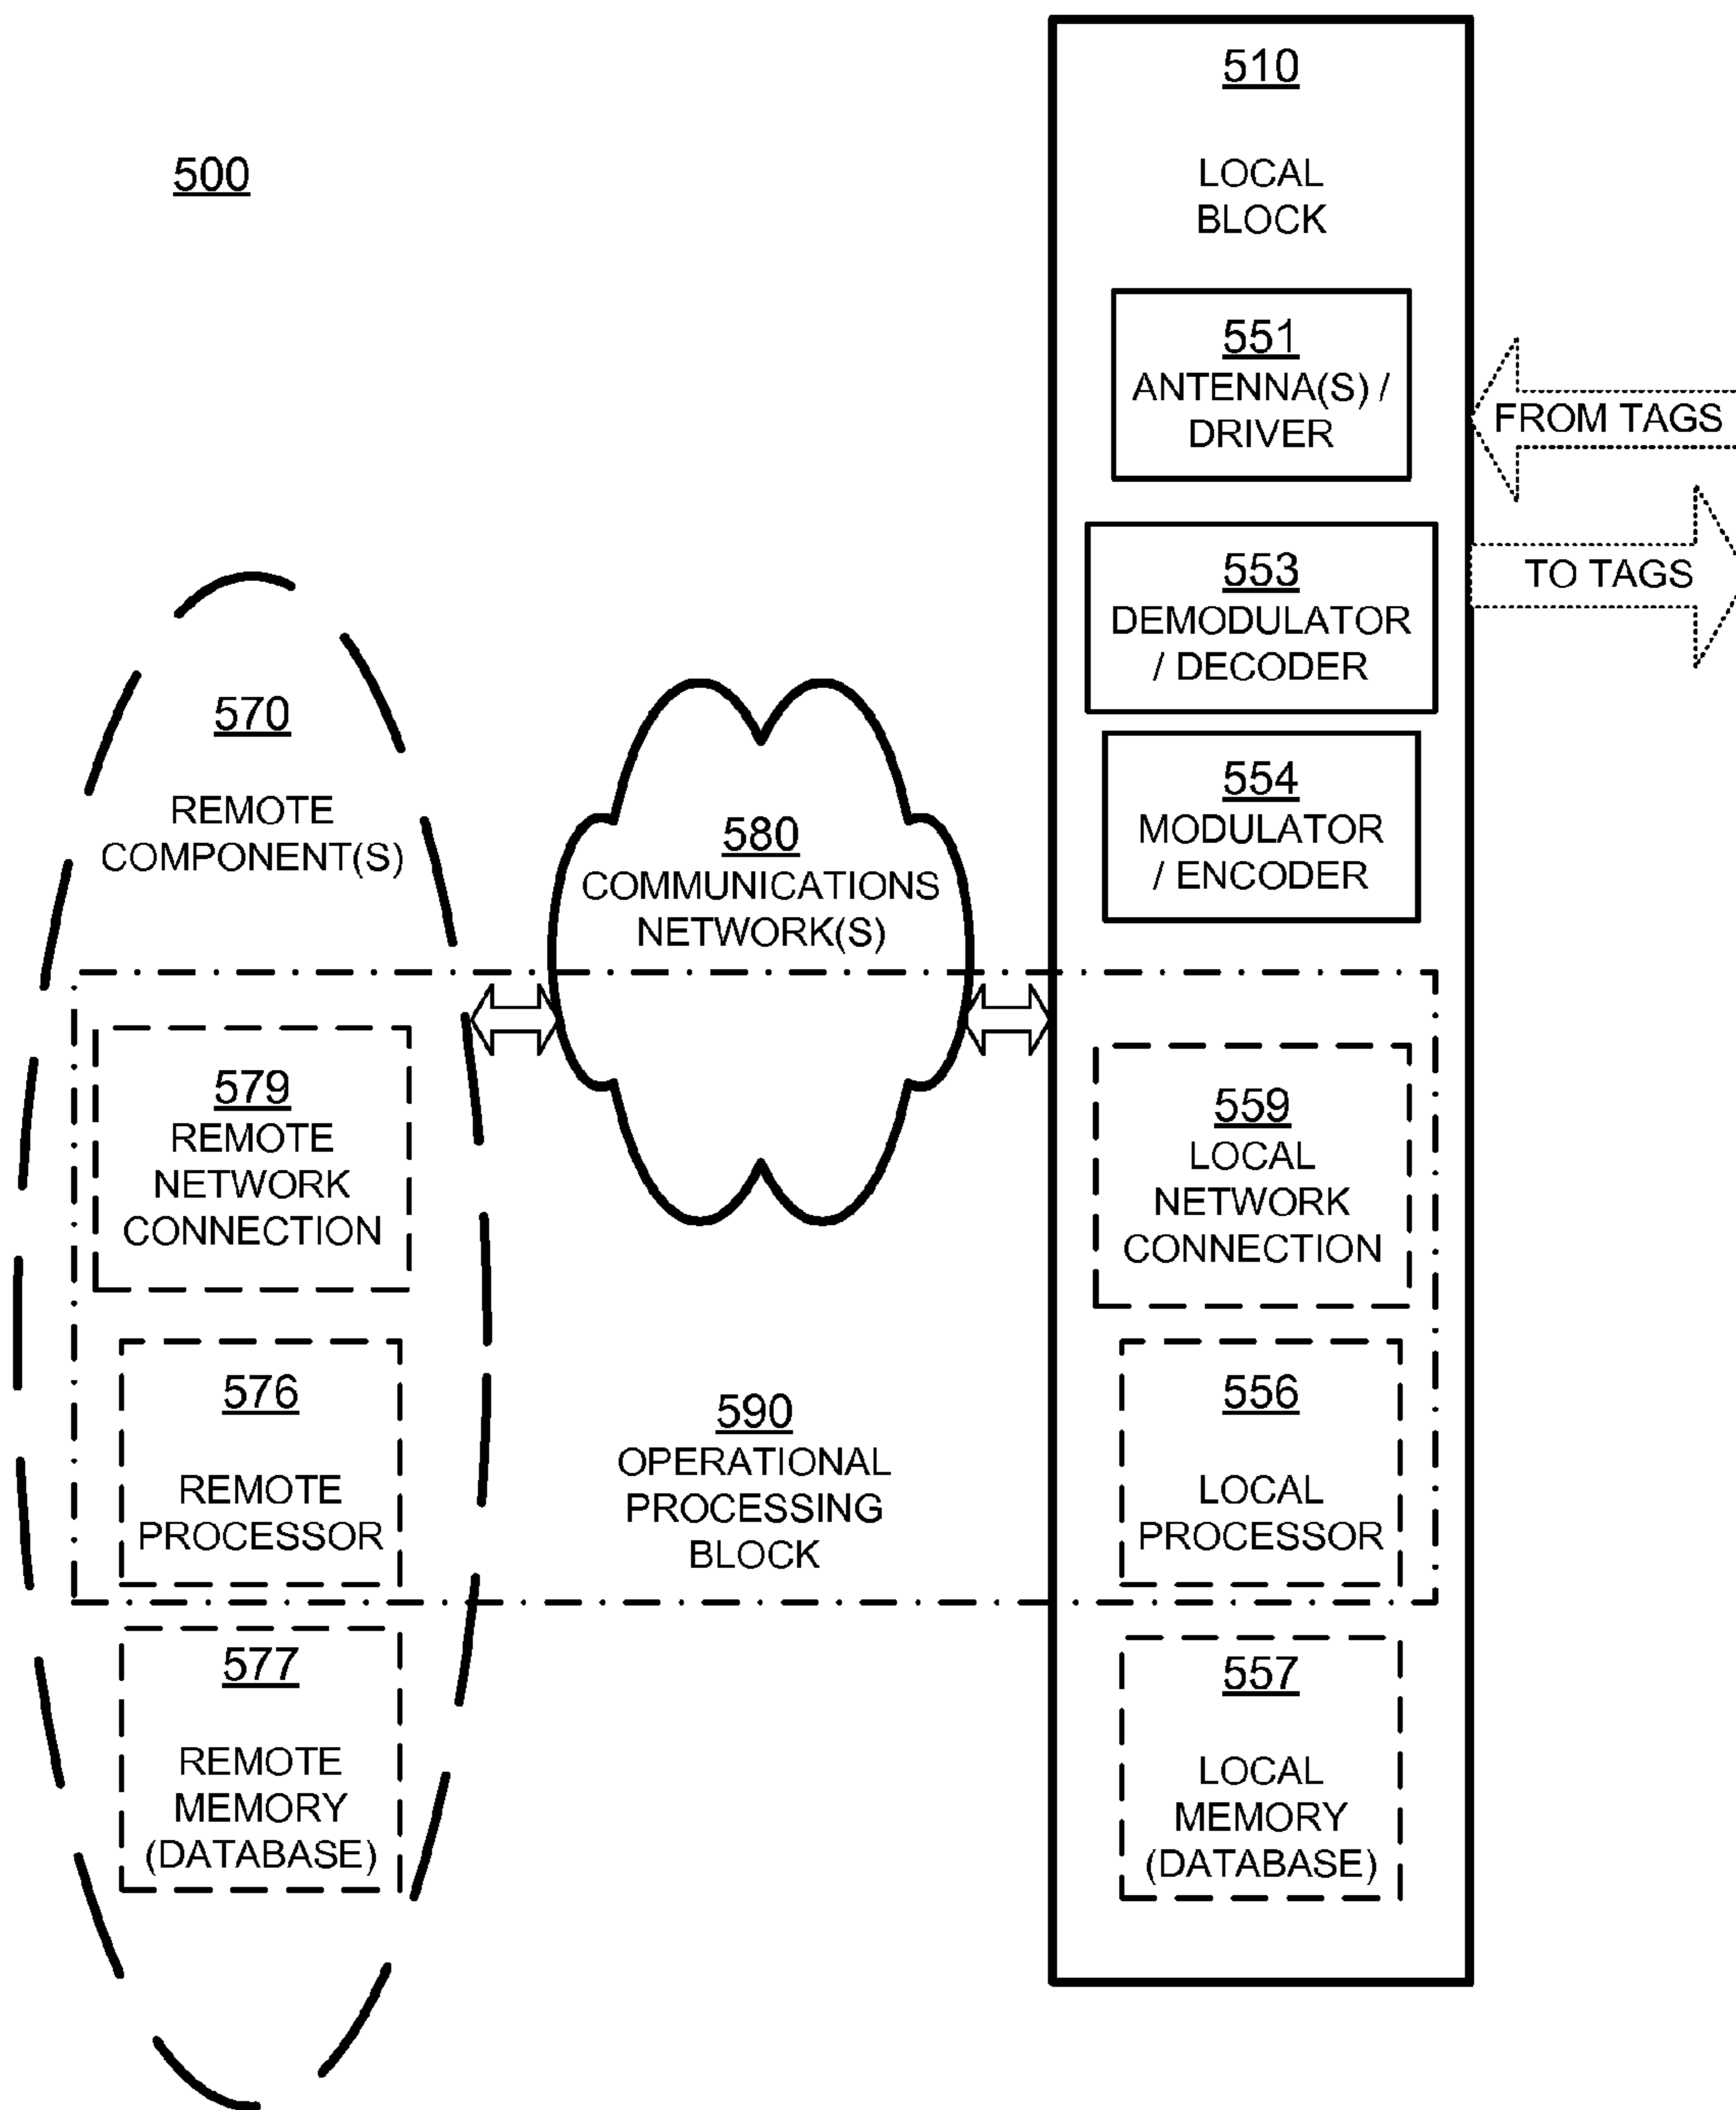 500
510
LOCAL
BLOCK
551
ANTENNA(S) /
DRIVER
FROM TAGS
TO TAGS
553
DEMODULATOR
/ DECODER
554
MODULATOR
/ ENCODER
570
REMOTE
COMPONENT(S)
580
COMMUNICATIONS
NETWORK(S)
579
REMOTE
NETWORK
CONNECTION
559
LOCAL
NETWORK
CONNECTION
576
REMOTE
PROCESSOR
590
OPERATIONAL
PROCESSING
BLOCK
556
LOCAL
PROCESSOR
577
REMOTE
MEMORY
(DATABASE)
557
LOCAL
MEMORY
(DATABASE)